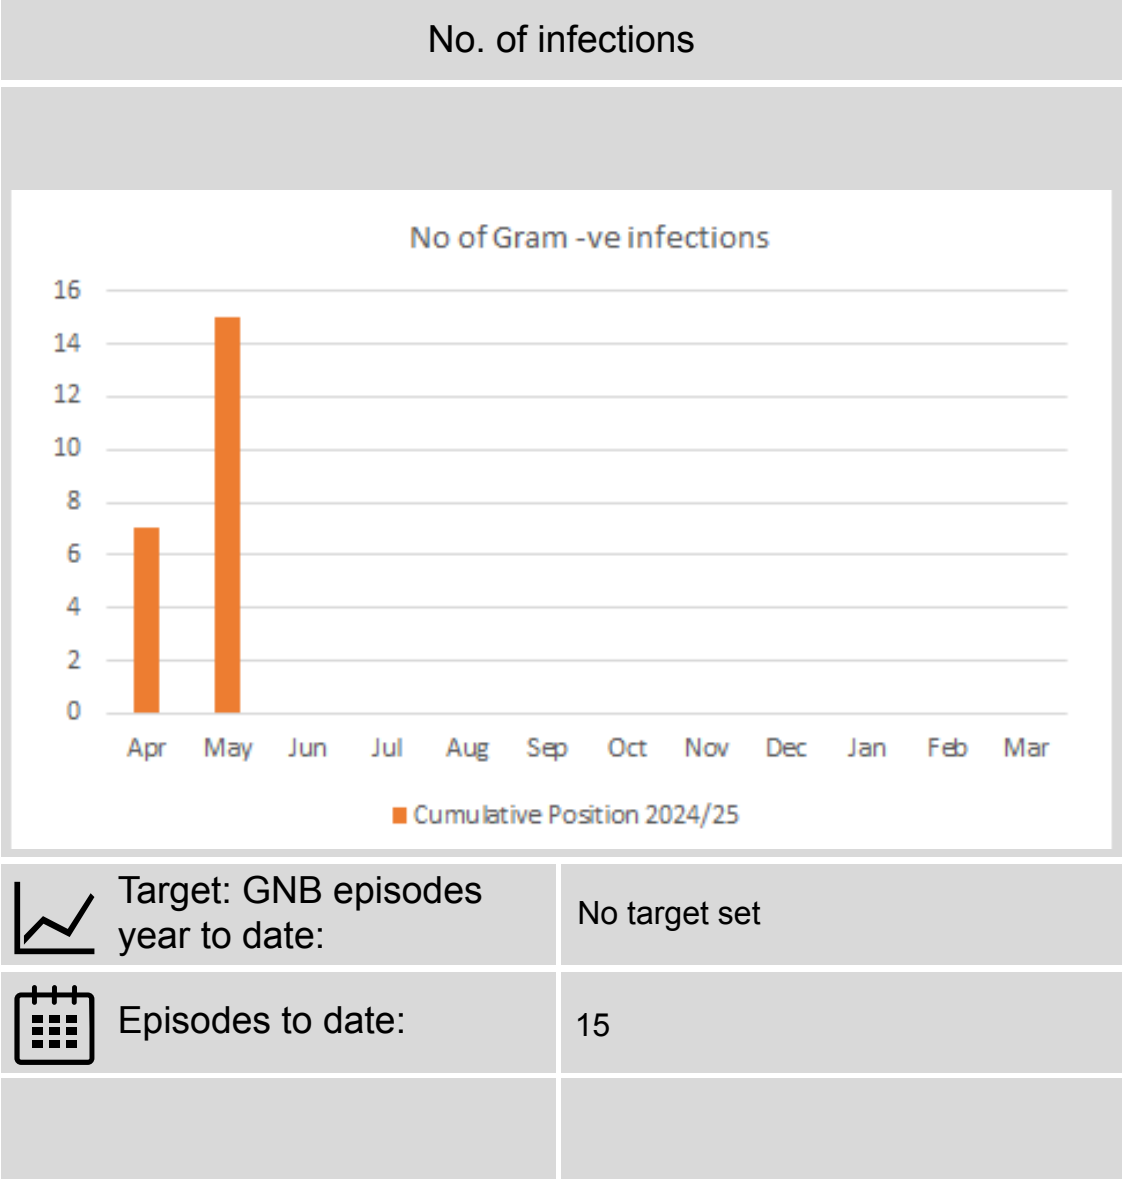 No. of infections
No of Gram -ve infections
16
14
12
10
8
6
4
2
0
Apr May Jun Jul Aug Sep Oct Nov Dec Jan Feb Mar
Cumulative Position 2024/25
Target: GNB episodes
year to date:
No target set
Episodes to date:
15